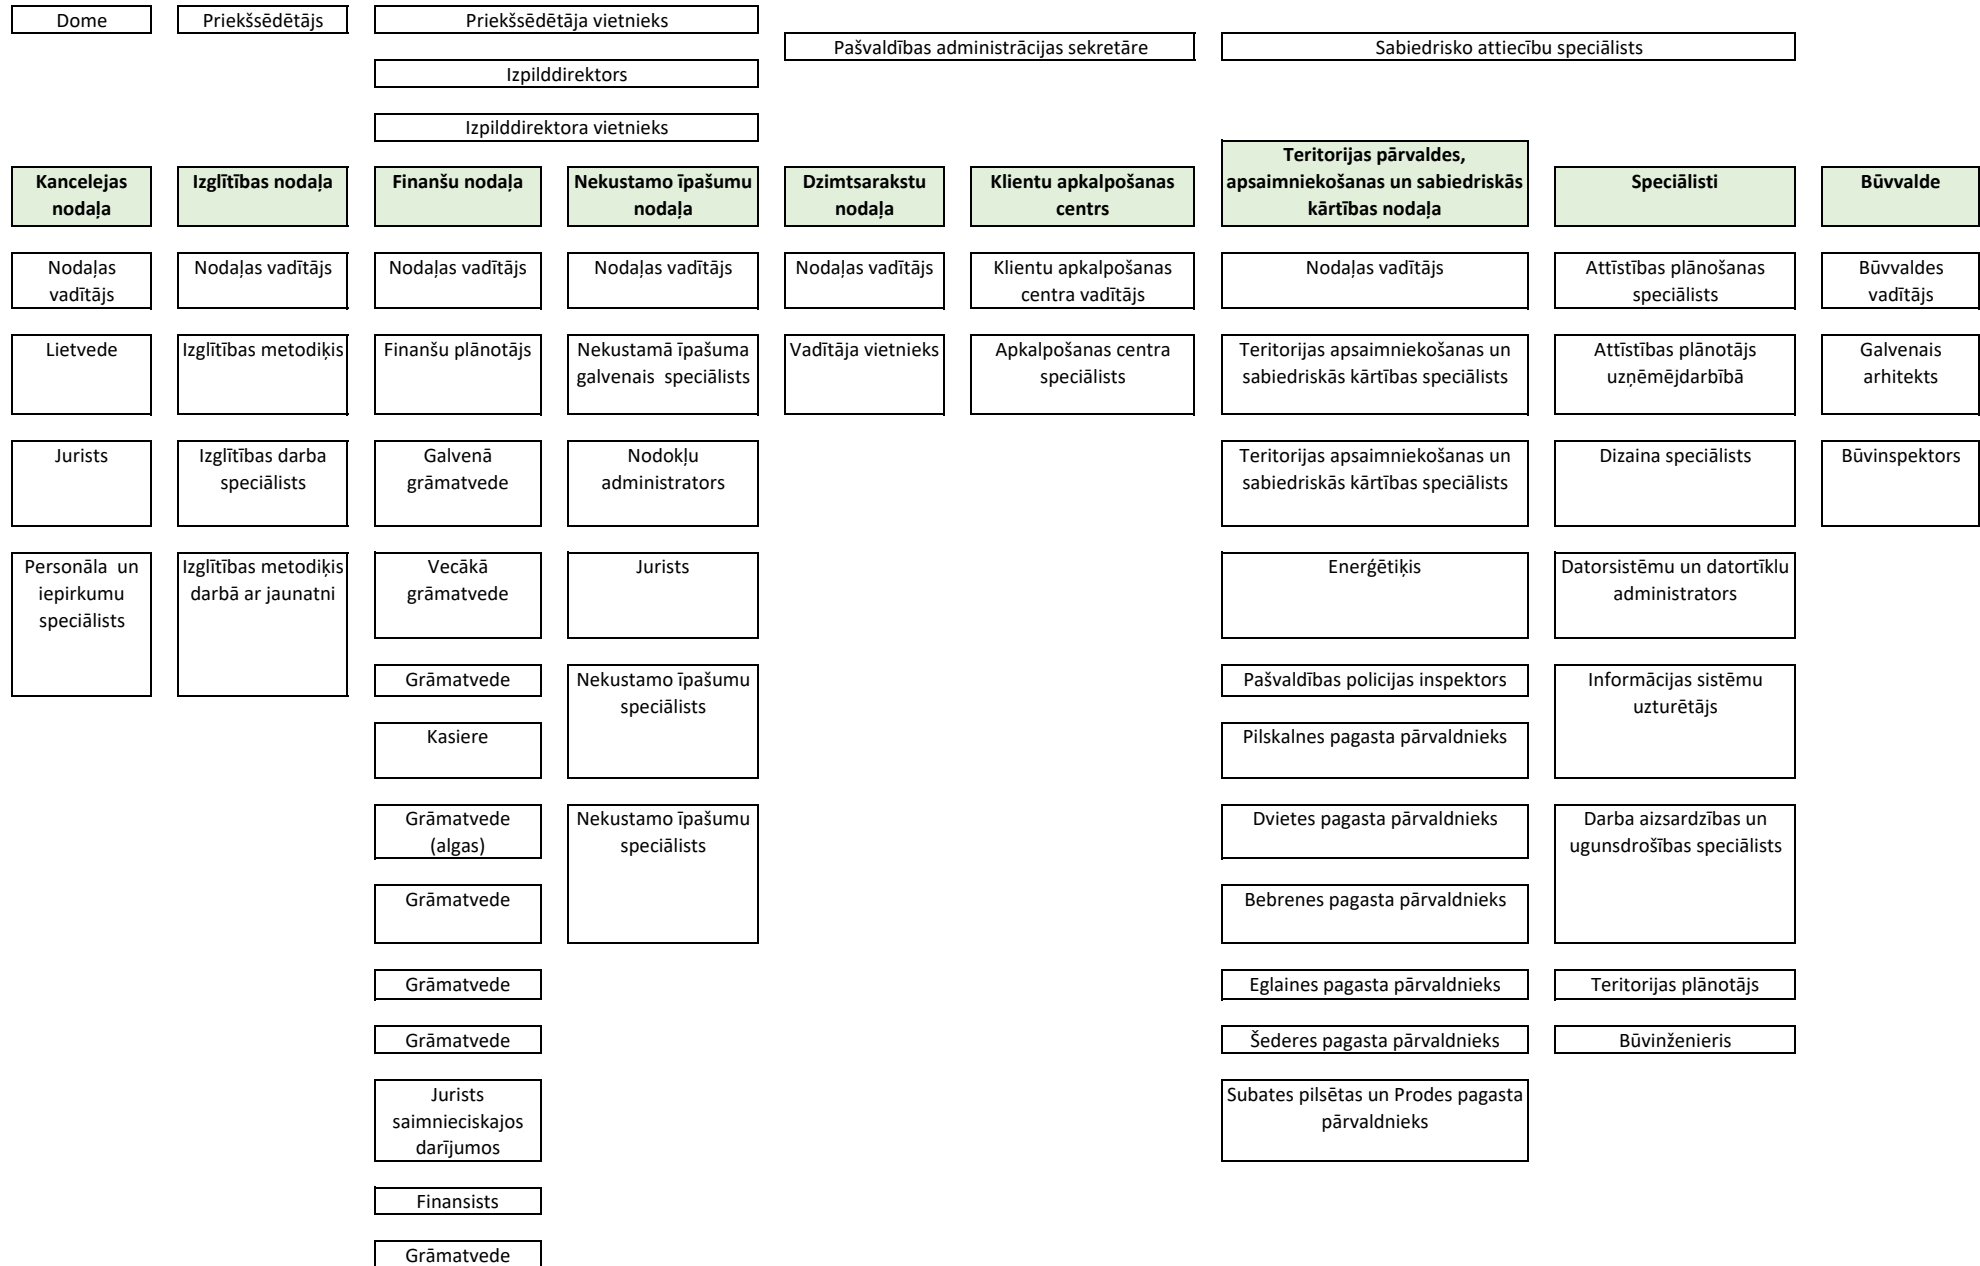 Dome
Priekšsēdētājs
Priekšsēdētāja vietnieks
Pašvaldības administrācijas sekretāre
Sabiedrisko attiecību speciālists
Izpilddirektors
Izpilddirektora vietnieks
Kancelejas
nodaļa
Nodaļas
vadītājs
Lietvede
Jurists
Personāla un
iepirkumu
speciālists
Izglītības nodaļa
Nodaļas vadītājs
Izglītības metodiķis
Izglītības darba
speciālists
Izglītības metodiķis
darbā ar jaunatni
Finanšu nodaļa
Nodaļas vadītājs
Finanšu plānotājs
Galvenā
grāmatvede
Vecākā
grāmatvede
Grāmatvede
Kasiere
Grāmatvede
(algas)
Grāmatvede
Grāmatvede
Grāmatvede
Jurists
saimnieciskajos
darījumos
Finansists
Grāmatvede
Nekustamo īpašumu
nodaļa
Nodaļas vadītājs
Nekustamā īpašuma
galvenais speciālists
Nodokļu
administrators
Jurists
Nekustamo īpašumu
speciālists
Nekustamo īpašumu
speciālists
Dzimtsarakstu
nodaļa
Nodaļas vadītājs
Vadītāja vietnieks
Klientu apkalpošanas
centrs
Klientu apkalpošanas
centra vadītājs
Apkalpošanas centra
speciālists
Teritorijas pārvaldes,
apsaimniekošanas un sabiedriskās
kārtības nodaļa
Nodaļas vadītājs
Teritorijas apsaimniekošanas un
sabiedriskās kārtības speciālists
Teritorijas apsaimniekošanas un
sabiedriskās kārtības speciālists
Enerģētiķis
Pašvaldības policijas inspektors
Pilskalnes pagasta pārvaldnieks
Dvietes pagasta pārvaldnieks
Bebrenes pagasta pārvaldnieks
Eglaines pagasta pārvaldnieks
Šēderes pagasta pārvaldnieks
Subates pilsētas un Prodes pagasta
pārvaldnieks
Speciālisti
Attīstības plānošanas
speciālists
Attīstības plānotājs
uzņēmējdarbībā
Dizaina speciālists
Datorsistēmu un datortīklu
administrators
Informācijas sistēmu
uzturētājs
Darba aizsardzības un
ugunsdrošības speciālists
Teritorijas plānotājs
Būvinženieris
Būvvalde
Būvvaldes
vadītājs
Galvenais
arhitekts
Būvinspektors